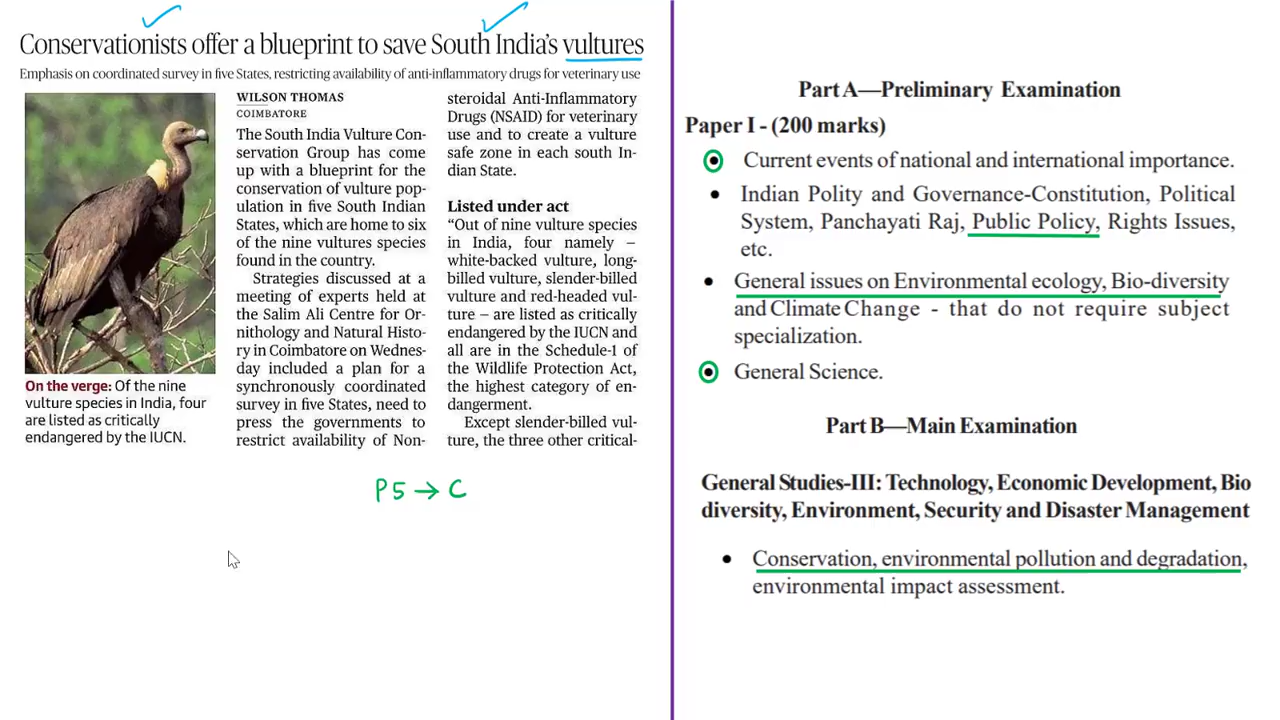 Conservationists offer a blueprint to save South India's vultures
Emphasis on coordinated survey in five States, restricting availability of anti-inflammatory drugs for veterinary use
On the verge: Of the nine
vulture species in India, four
are listed as critically
endangered by the IUCN.
WILSON THOMAS
COIMBATORE
The South India Vulture Con-
servation Group has come
up with a blueprint for the
conservation of vulture pop-
ulation in five South Indian
States, which are home to six
of the nine vultures species
found in the country.
Strategies discussed at a
meeting of experts held at
the Salim Ali Centre for Or-
nithology and Natural Histo-
ry in Coimbatore on Wednes-
day included a plan for a
synchronously coordinated
survey in five States, need to
press the governments to
restrict availability of Non-
steroidal Anti-Inflammatory
Drugs (NSAID) for veterinary
use and to create a vulture
safe zone in each south In-
dian State.
Listed under act
“Out of nine vulture species
in India, four namely –
white-backed vulture, long-
billed vulture, slender-billed
vulture and red-headed vul-
ture – are listed as critically
endangered by the IUCN and
all are in the Schedule-1 of
the Wildlife Protection Act,
the highest category of en-
dangerment.
Except slender-billed vul-
ture, the three other critical-
P5 → C
Part A—Preliminary Examination
Paper I - (200 marks)
• Current events of national and international importance.
• Indian Polity and Governance-Constitution, Political
System, Panchayati Raj, Public Policy, Rights Issues,
etc.
• General issues on Environmental ecology, Bio-diversity
and Climate Change - that do not require subject
specialization.
• General Science.
Part B—Main Examination
General Studies-III: Technology, Economic Development, Bio
diversity, Environment, Security and Disaster Management
• Conservation, environmental pollution and degradation,
environmental impact assessment.